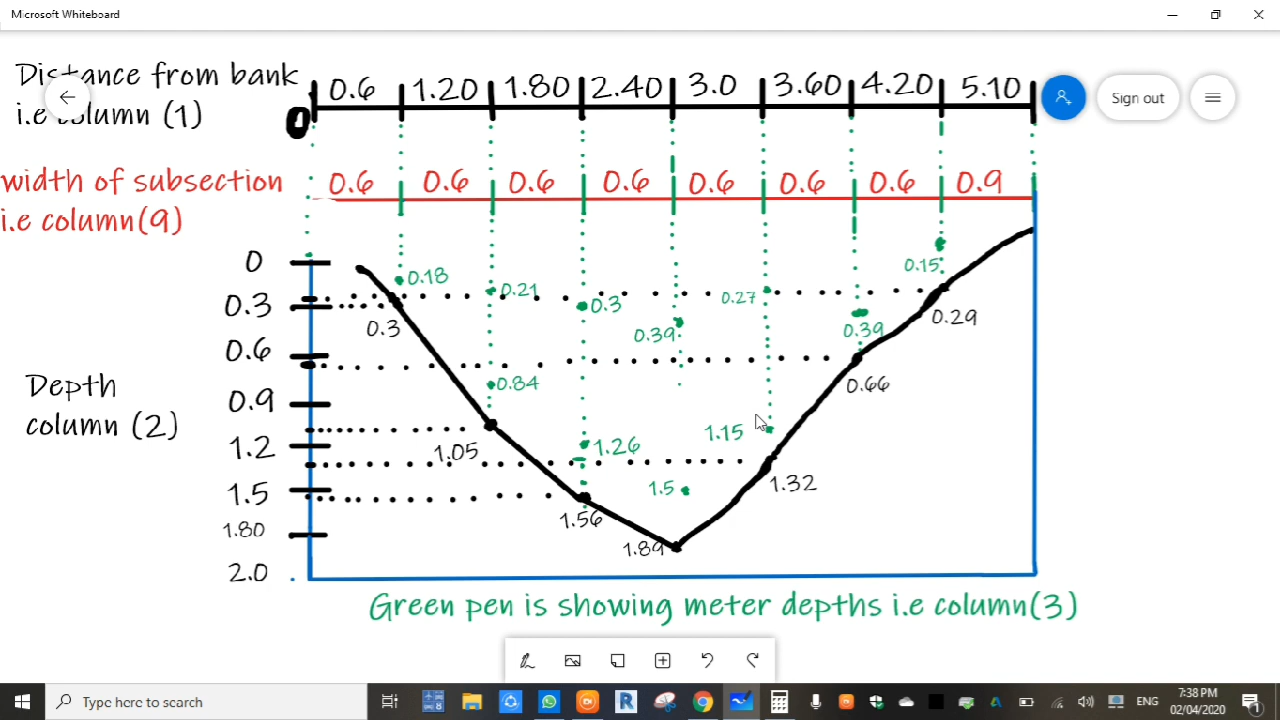 Microsoft Whiteboard
Distance from bank
i.e column (1)
0 0.6 1.20 1.80 2.40 3.0 3.60 4.20 5.10
Sign out
width of subsection
i.e column(9)
0.6 0.6 0.6 0.6 0.6 0.6 0.6 0.9
0
0.3
0.6
0.9
1.2
1.5
1.80
2.0
Depth
column (2)
0.18
0.3
0.21
0.84
1.05
0.3
1.26
1.56
0.39
1.5
1.89
0.27
1.15
1.32
0.39
0.66
0.15
0.29
Green pen is showing meter depths i.e column(3)
Type here to search
ENG
7:38 PM
02/04/2020